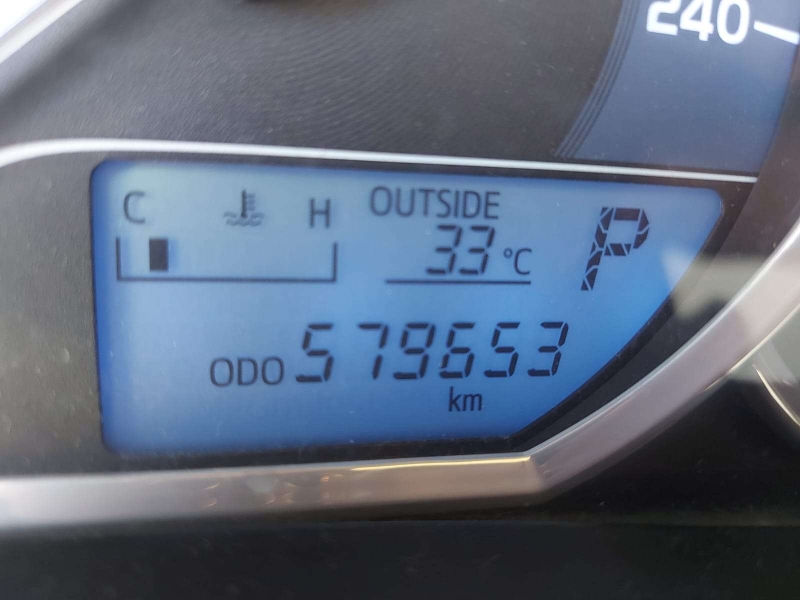 240
C H OUTSIDE
33 °C P
ODO 579653
km